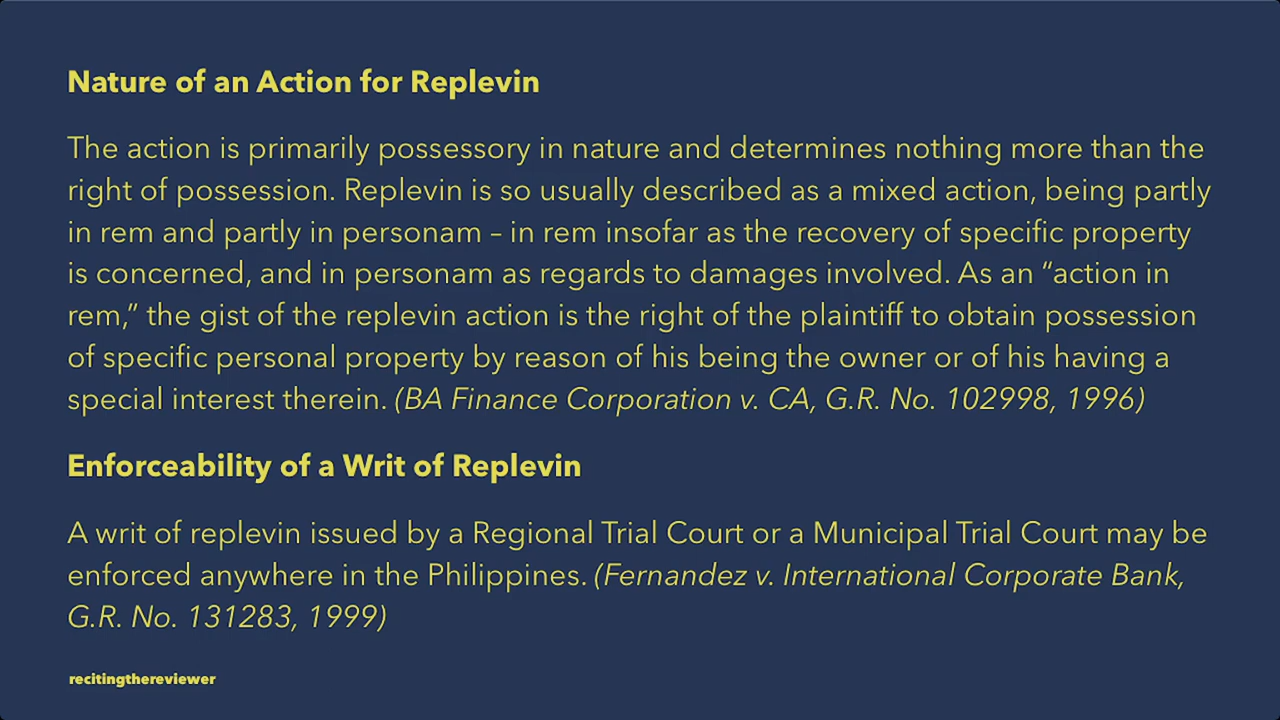 Nature of an Action for Replevin
The action is primarily possessory in nature and determines nothing more than the
right of possession. Replevin is so usually described as a mixed action, being partly
in rem and partly in personam – in rem insofar as the recovery of specific property
is concerned, and in personam as regards to damages involved. As an “action in
rem,” the gist of the replevin action is the right of the plaintiff to obtain possession
of specific personal property by reason of his being the owner or of his having a
special interest therein. (BA Finance Corporation v. CA, G.R. No. 102998, 1996)
Enforceability of a Writ of Replevin
A writ of replevin issued by a Regional Trial Court or a Municipal Trial Court may be
enforced anywhere in the Philippines. (Fernandez v. International Corporate Bank,
G.R. No. 131283, 1999)
recitingthereviewer